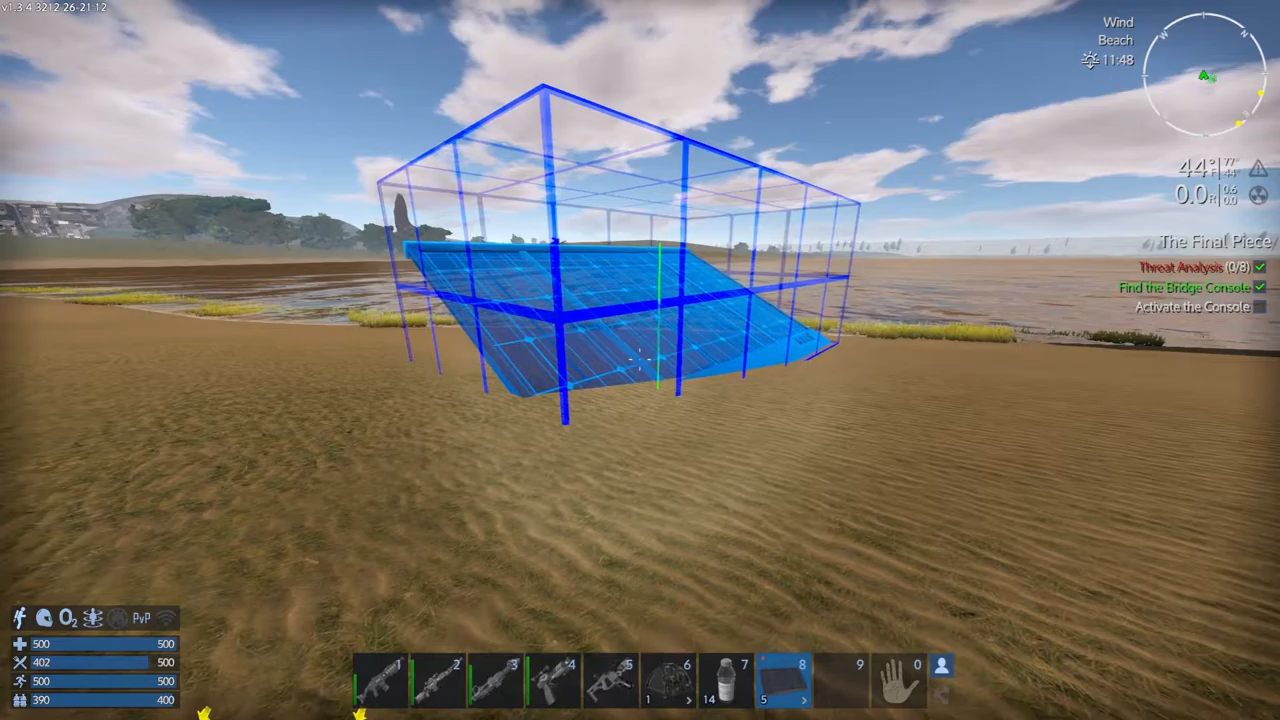 v1.3.4 3212 26-21-12
Wind
Beach
11:48
The Final Piece
Threat Analysis (0/8)
Find the Bridge Console
Activate the Console
O2
PvP
500 500
402 500
500 500
390 400
1
2
3
4
5
6
1
7
14
8
5
9
0